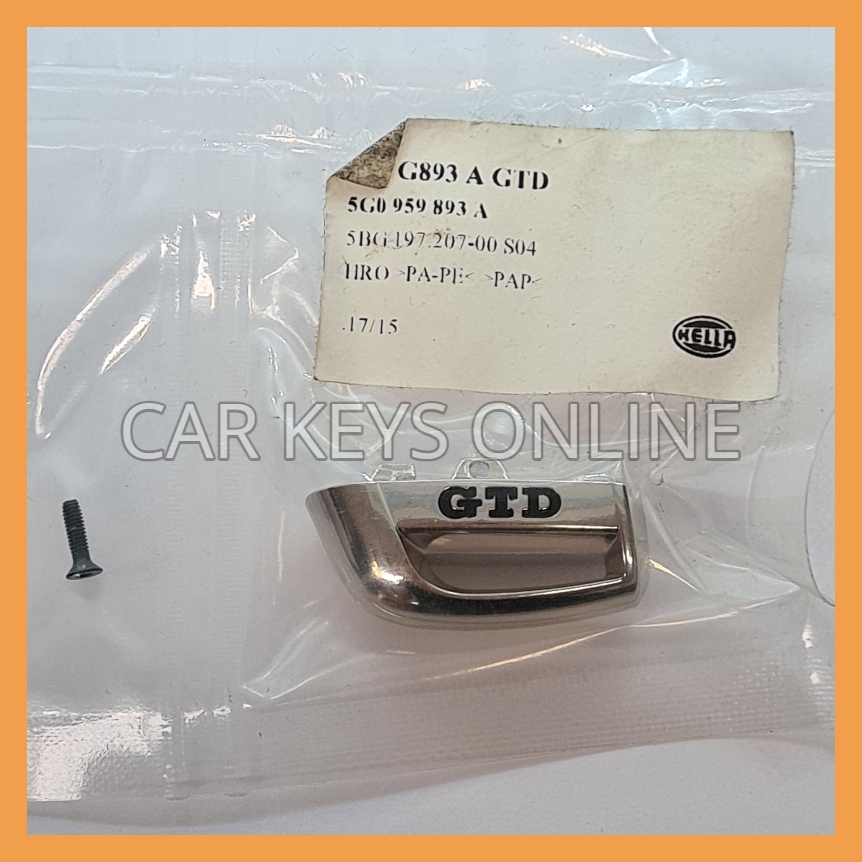 G893 A GTD
5G0 959 893 A
5BG 197.207-00 S04
HRO >PA-PE< >PAP<
.17/15
HELLA
CAR KEYS ONLINE
GTD